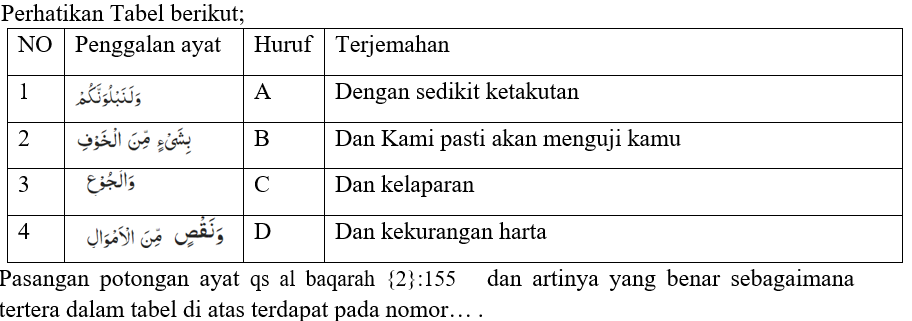 Perhatikan Tabel berikut;
NO Penggalan ayat Huruf Terjemahan
1 وَلَنَبْلُوَنَّكُمْ A Dengan sedikit ketakutan
2 بِشَيْءٍ مِّنَ الْخَوْفِ B Dan Kami pasti akan menguji kamu
3 وَالْجُوْعِ C Dan kelaparan
4 وَنَقْصٍ مِّنَ الْاَمْوَالِ D Dan kekurangan harta
Pasangan potongan ayat qs al baqarah {2}:155 dan artinya yang benar sebagaimana
tertera dalam tabel di atas terdapat pada nomor… .